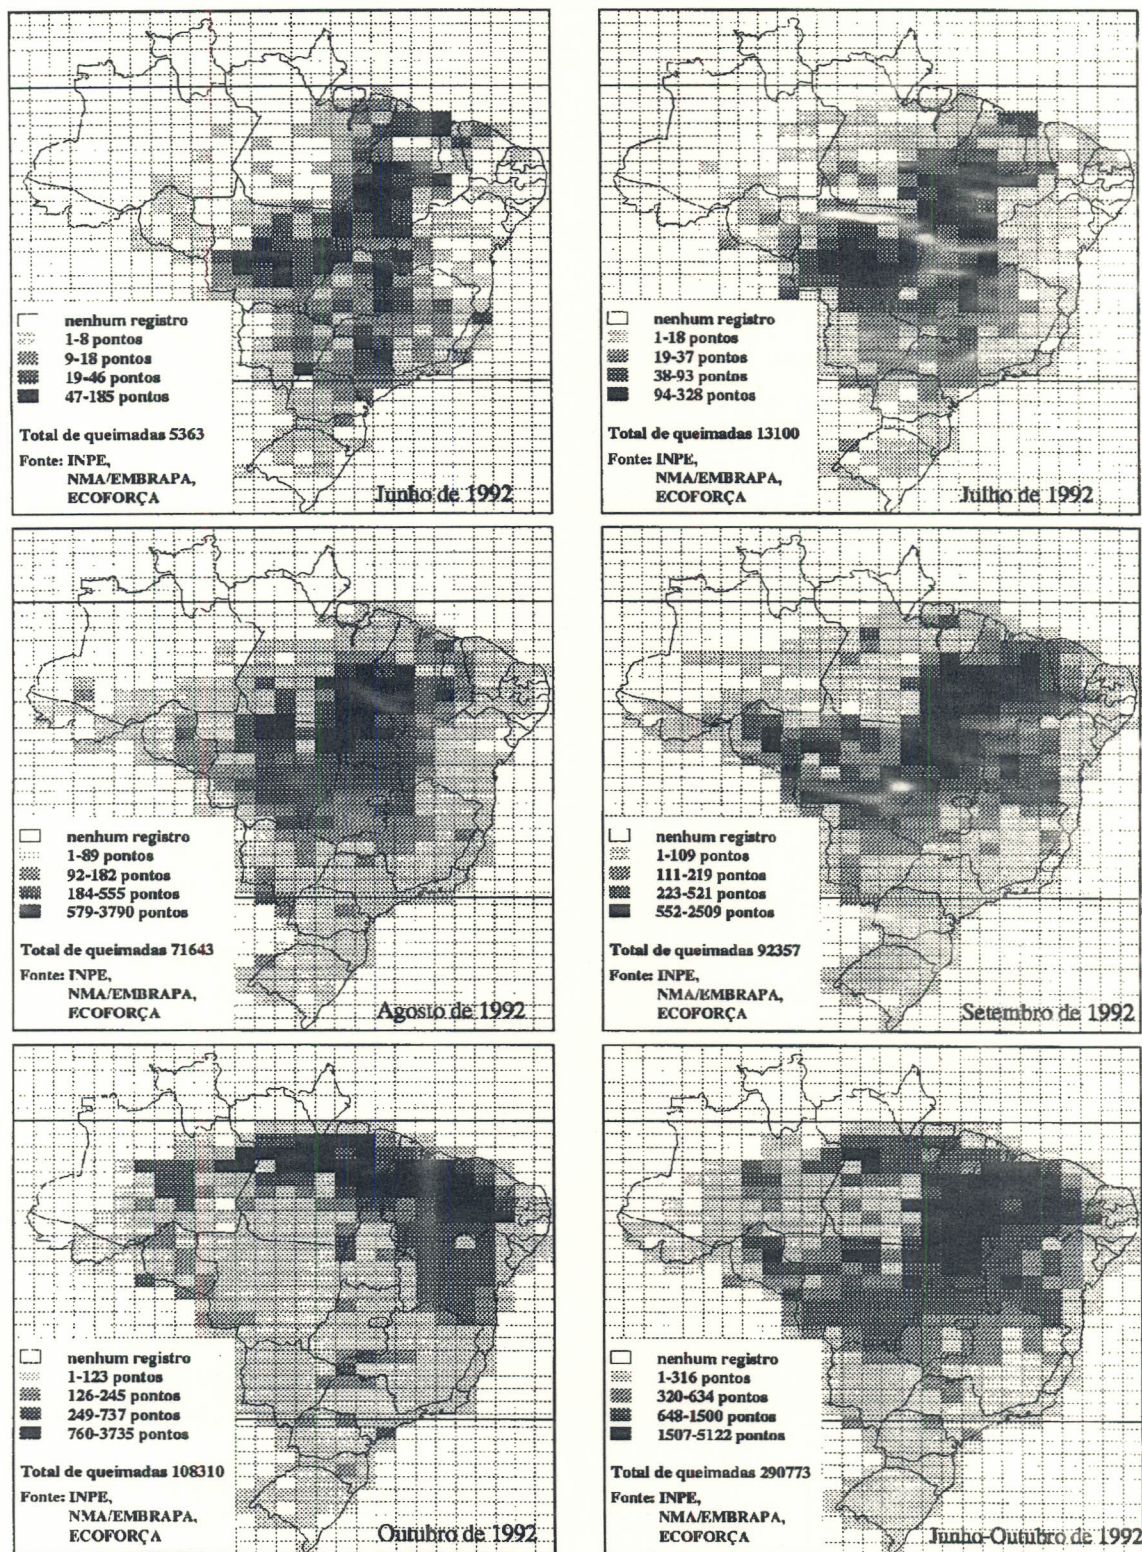 nenhum registro
1-8 pontos
9-18 pontos
19-46 pontos
47-185 pontos
Total de queimadas 5363
Fonte: INPE,
NMA/EMBRAPA,
ECOFORÇA
Junho de 1992
nenhum registro
1-18 pontos
19-37 pontos
38-93 pontos
94-328 pontos
Total de queimadas 13100
Fonte: INPE,
NMA/EMBRAPA,
ECOFORÇA
Julho de 1992
nenhum registro
1-89 pontos
92-182 pontos
184-555 pontos
579-3790 pontos
Total de queimadas 71643
Fonte: INPE,
NMA/EMBRAPA,
ECOFORÇA
Agosto de 1992
nenhum registro
1-109 pontos
111-219 pontos
223-521 pontos
552-2509 pontos
Total de queimadas 92357
Fonte: INPE,
NMA/EMBRAPA,
ECOFORÇA
Setembro de 1992
nenhum registro
1-123 pontos
126-245 pontos
249-737 pontos
760-3735 pontos
Total de queimadas 108310
Fonte: INPE,
NMA/EMBRAPA,
ECOFORÇA
Outubro de 1992
nenhum registro
1-316 pontos
320-634 pontos
648-1500 pontos
1507-5122 pontos
Total de queimadas 290773
Fonte: INPE,
NMA/EMBRAPA,
ECOFORÇA
Junho-Outubro de 1992